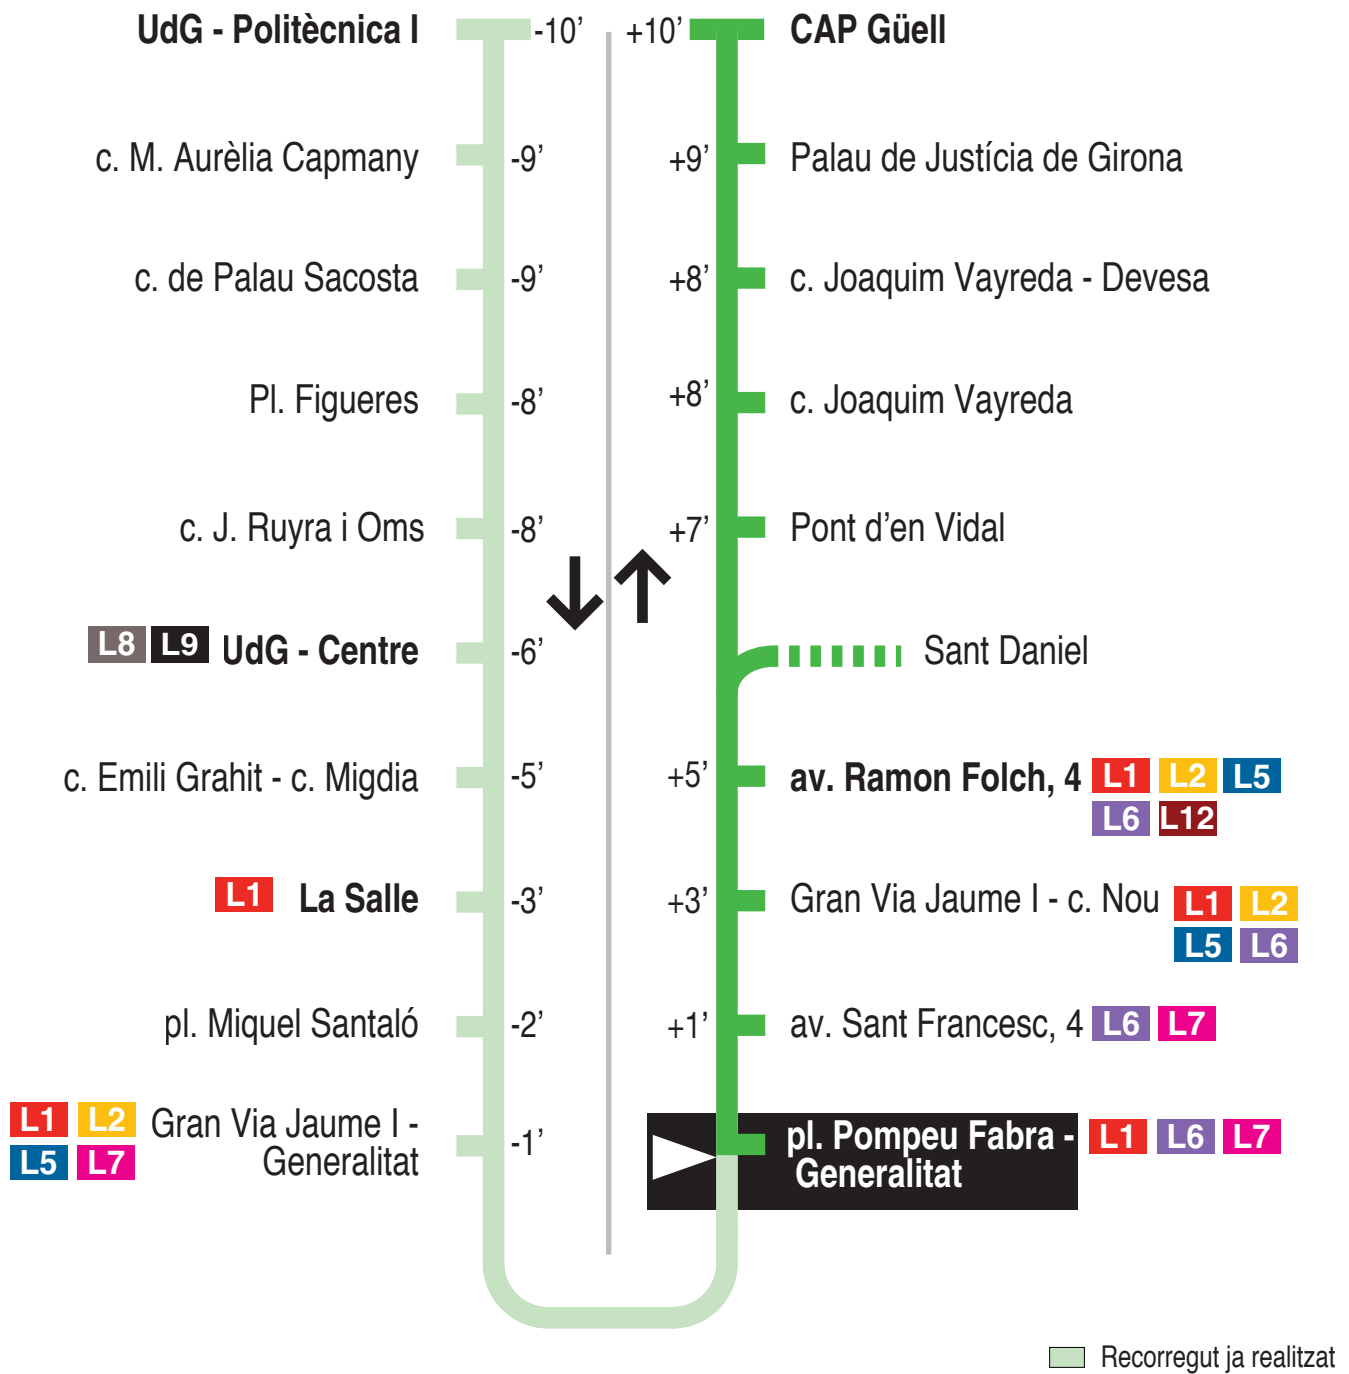 UdG - Politècnica I -10’ +10’ CAP Güell
c. M. Aurèlia Capmany -9’ +9’ Palau de Justícia de Girona
c. de Palau Sacosta -9’ +8’ c. Joaquim Vayreda - Devesa
Pl. Figueres -8’ +8’ c. Joaquim Vayreda
c. J. Ruyra i Oms -8’ +7’ Pont d’en Vidal
L8 L9 UdG - Centre -6’ Sant Daniel
c. Emili Grahit - c. Migdia -5’ +5’ av. Ramon Folch, 4 L1 L2 L5
L6 L12
L1 La Salle -3’ +3’ Gran Via Jaume I - c. Nou L1 L2
L5 L6
pl. Miquel Santaló -2’ +1’ av. Sant Francesc, 4 L6 L7
L1 L2 Gran Via Jaume I - -1’ pl. Pompeu Fabra - L1 L6 L7
L5 L7 Generalitat Generalitat
Recorregut ja realitzat